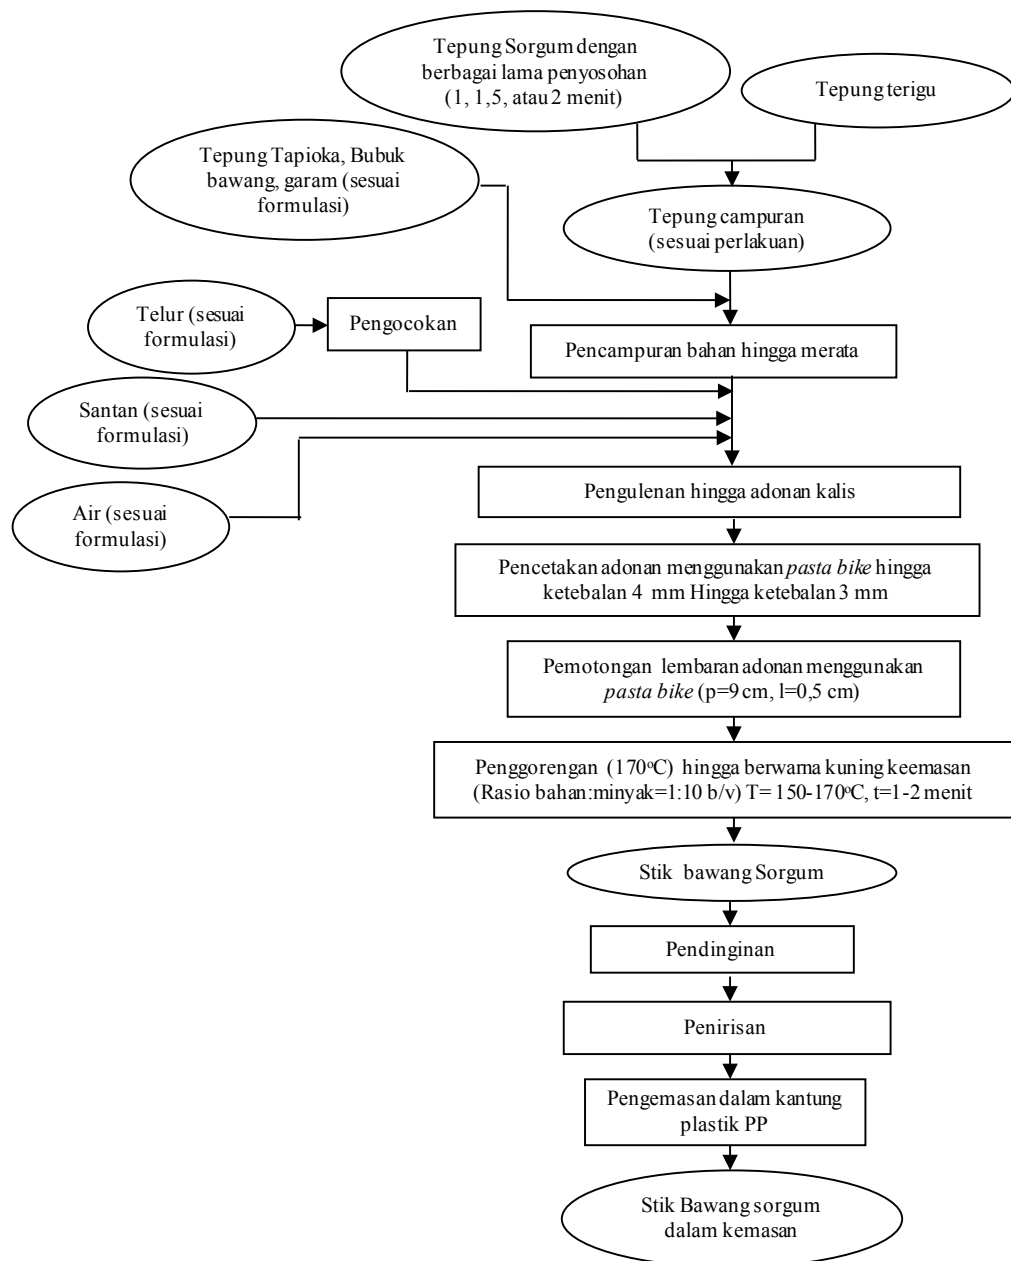 Tepung Sorgum dengan
berbagai lama penyosohan
(1, 1,5, atau 2 menit)
Tepung terigu
Tepung Tapioka, Bubuk
bawang, garam (sesuai
formulasi)
Tepung campuran
(sesuai perlakuan)
Telur (sesuai
formulasi)
Pengocokan
Pencampuran bahan hingga merata
Santan (sesuai
formulasi)
Pengulenan hingga adonan kalis
Air (sesuai
formulasi)
Pencetakan adonan menggunakan pasta bike hingga
ketebalan 4 mm Hingga ketebalan 3 mm
Pemotongan lembaran adonan menggunakan
pasta bike (p=9 cm, l=0,5 cm)
Penggorengan (170°C) hingga berwarna kuning keemasan
(Rasio bahan:minyak=1:10 b/v) T= 150-170°C, t=1-2 menit
Stik bawang Sorgum
Pendinginan
Penirisan
Pengemasan dalam kantung
plastik PP
Stik Bawang sorgum
dalam kemasan